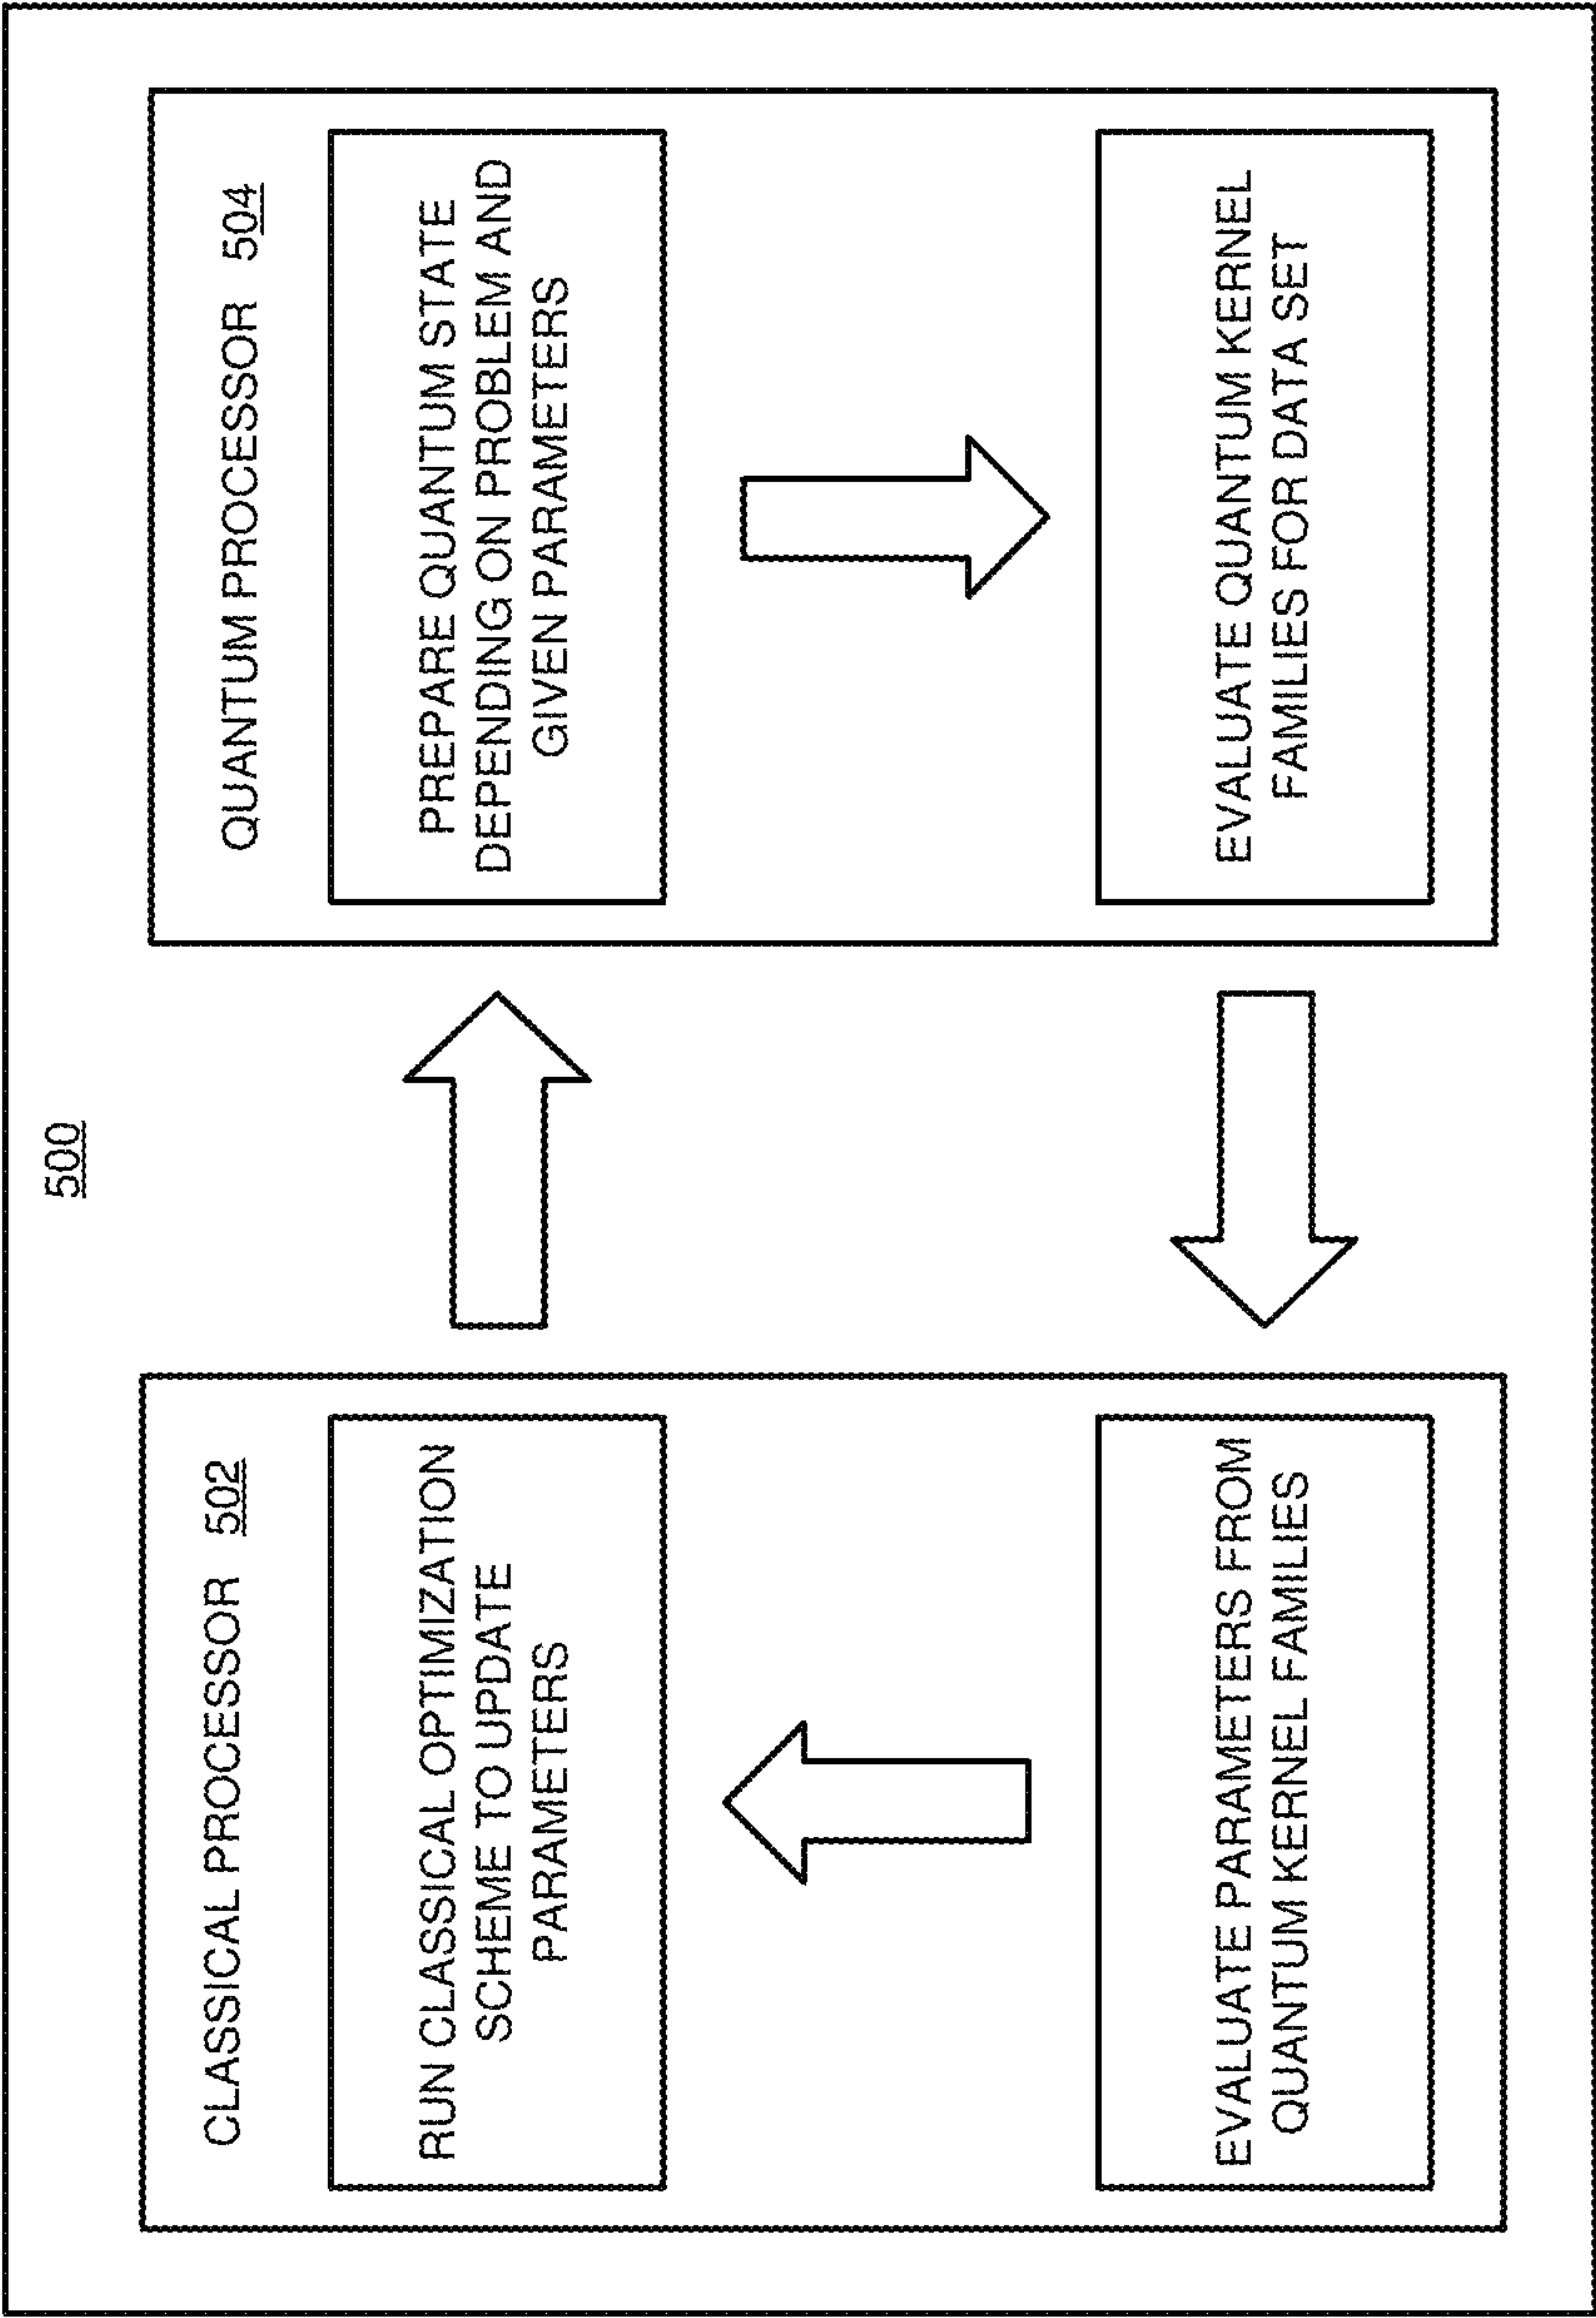 500
CLASSICAL PROCESSOR 502
RUN CLASSICAL OPTIMIZATION
SCHEME TO UPDATE
PARAMETERS
EVALUATE PARAMETERS FROM
QUANTUM KERNEL FAMILIES
QUANTUM PROCESSOR 504
PREPARE QUANTUM STATE
DEPENDING ON PROBLEM AND
GIVEN PARAMETERS
EVALUATE QUANTUM KERNEL
FAMILIES FOR DATA SET